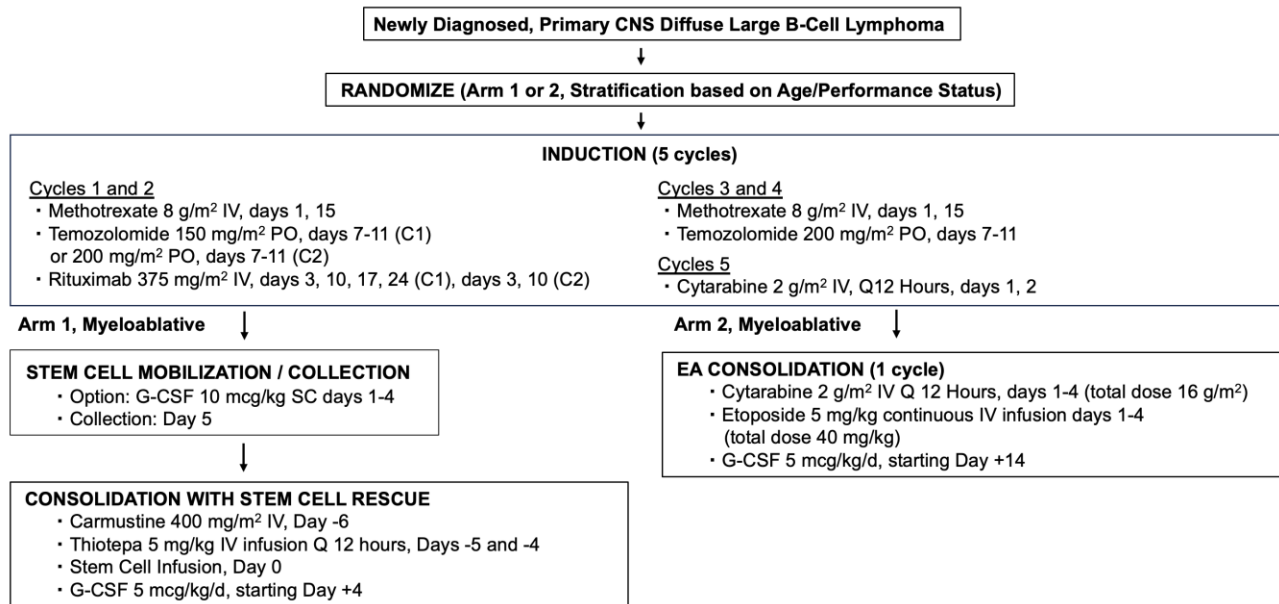 Newly Diagnosed, Primary CNS Diffuse Large B-Cell Lymphoma
RANDOMIZE (Arm 1 or 2, Stratification based on Age/Performance Status)
INDUCTION (5 cycles)
Cycles 1 and 2
· Methotrexate 8 g/m² IV, days 1, 15
· Temozolomide 150 mg/m² PO, days 7-11 (C1)
or 200 mg/m² PO, days 7-11 (C2)
· Rituximab 375 mg/m² IV, days 3, 10, 17, 24 (C1), days 3, 10 (C2)
Cycles 3 and 4
· Methotrexate 8 g/m² IV, days 1, 15
· Temozolomide 200 mg/m² PO, days 7-11
Cycles 5
· Cytarabine 2 g/m² IV, Q12 Hours, days 1, 2
Arm 1, Myeloablative
STEM CELL MOBILIZATION / COLLECTION
· Option: G-CSF 10 mcg/kg SC days 1-4
· Collection: Day 5
CONSOLIDATION WITH STEM CELL RESCUE
· Carmustine 400 mg/m² IV, Day -6
· Thiotepa 5 mg/kg IV infusion Q 12 hours, Days -5 and -4
· Stem Cell Infusion, Day 0
· G-CSF 5 mcg/kg/d, starting Day +4
Arm 2, Myeloablative
EA CONSOLIDATION (1 cycle)
· Cytarabine 2 g/m² IV Q 12 Hours, days 1-4 (total dose 16 g/m²)
· Etoposide 5 mg/kg continuous IV infusion days 1-4
(total dose 40 mg/kg)
· G-CSF 5 mcg/kg/d, starting Day +14